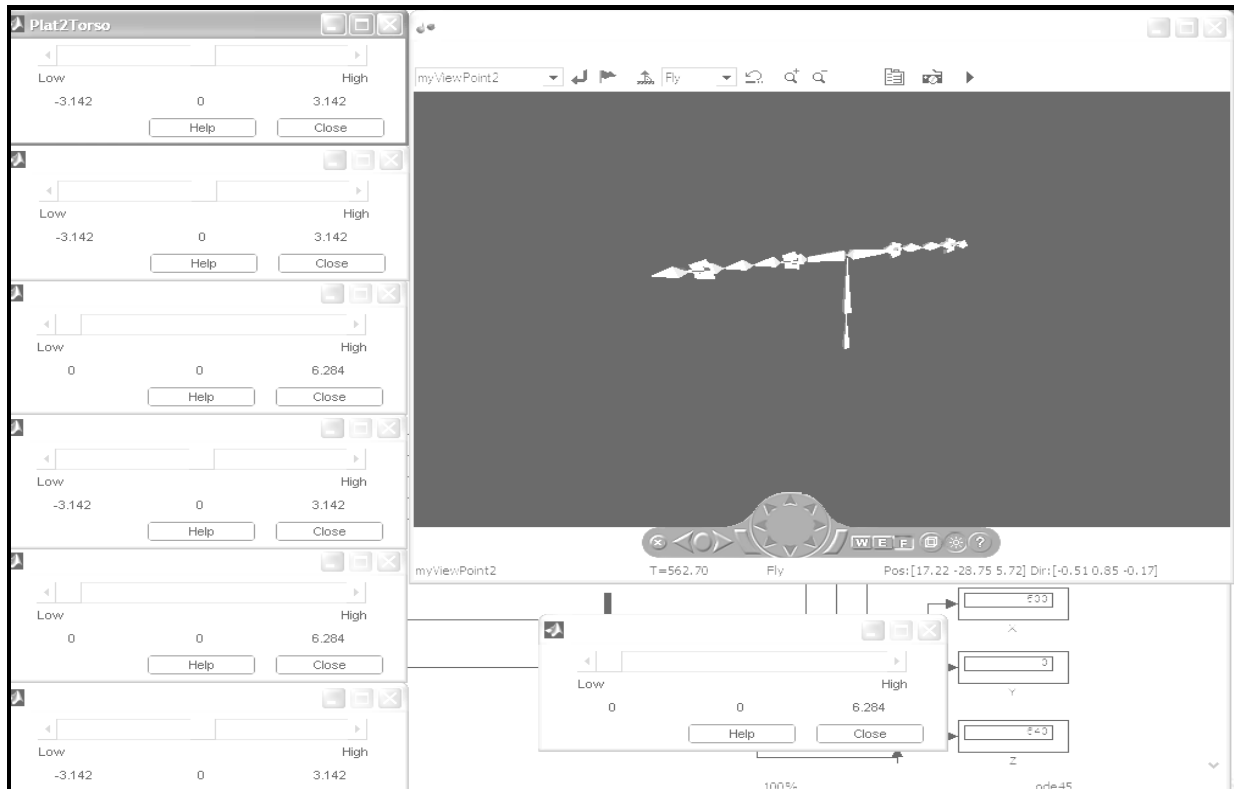 Plat2Torso
Low High
-3.142 0 3.142
Help Close
Low High
-3.142 0 3.142
Help Close
Low High
0 0 6.284
Help Close
Low High
-3.142 0 3.142
Help Close
Low High
0 0 6.284
Help Close
Low High
-3.142 0 3.142
myViewPoint2 Fly
W E F ?
myViewPoint2 T=562.70 Fly Pos:[17.22 -28.75 5.72] Dir:[-0.51 0.85 -0.17]
X
0
Y
Z
Low High
0 0 6.284
Help Close
100% ode45